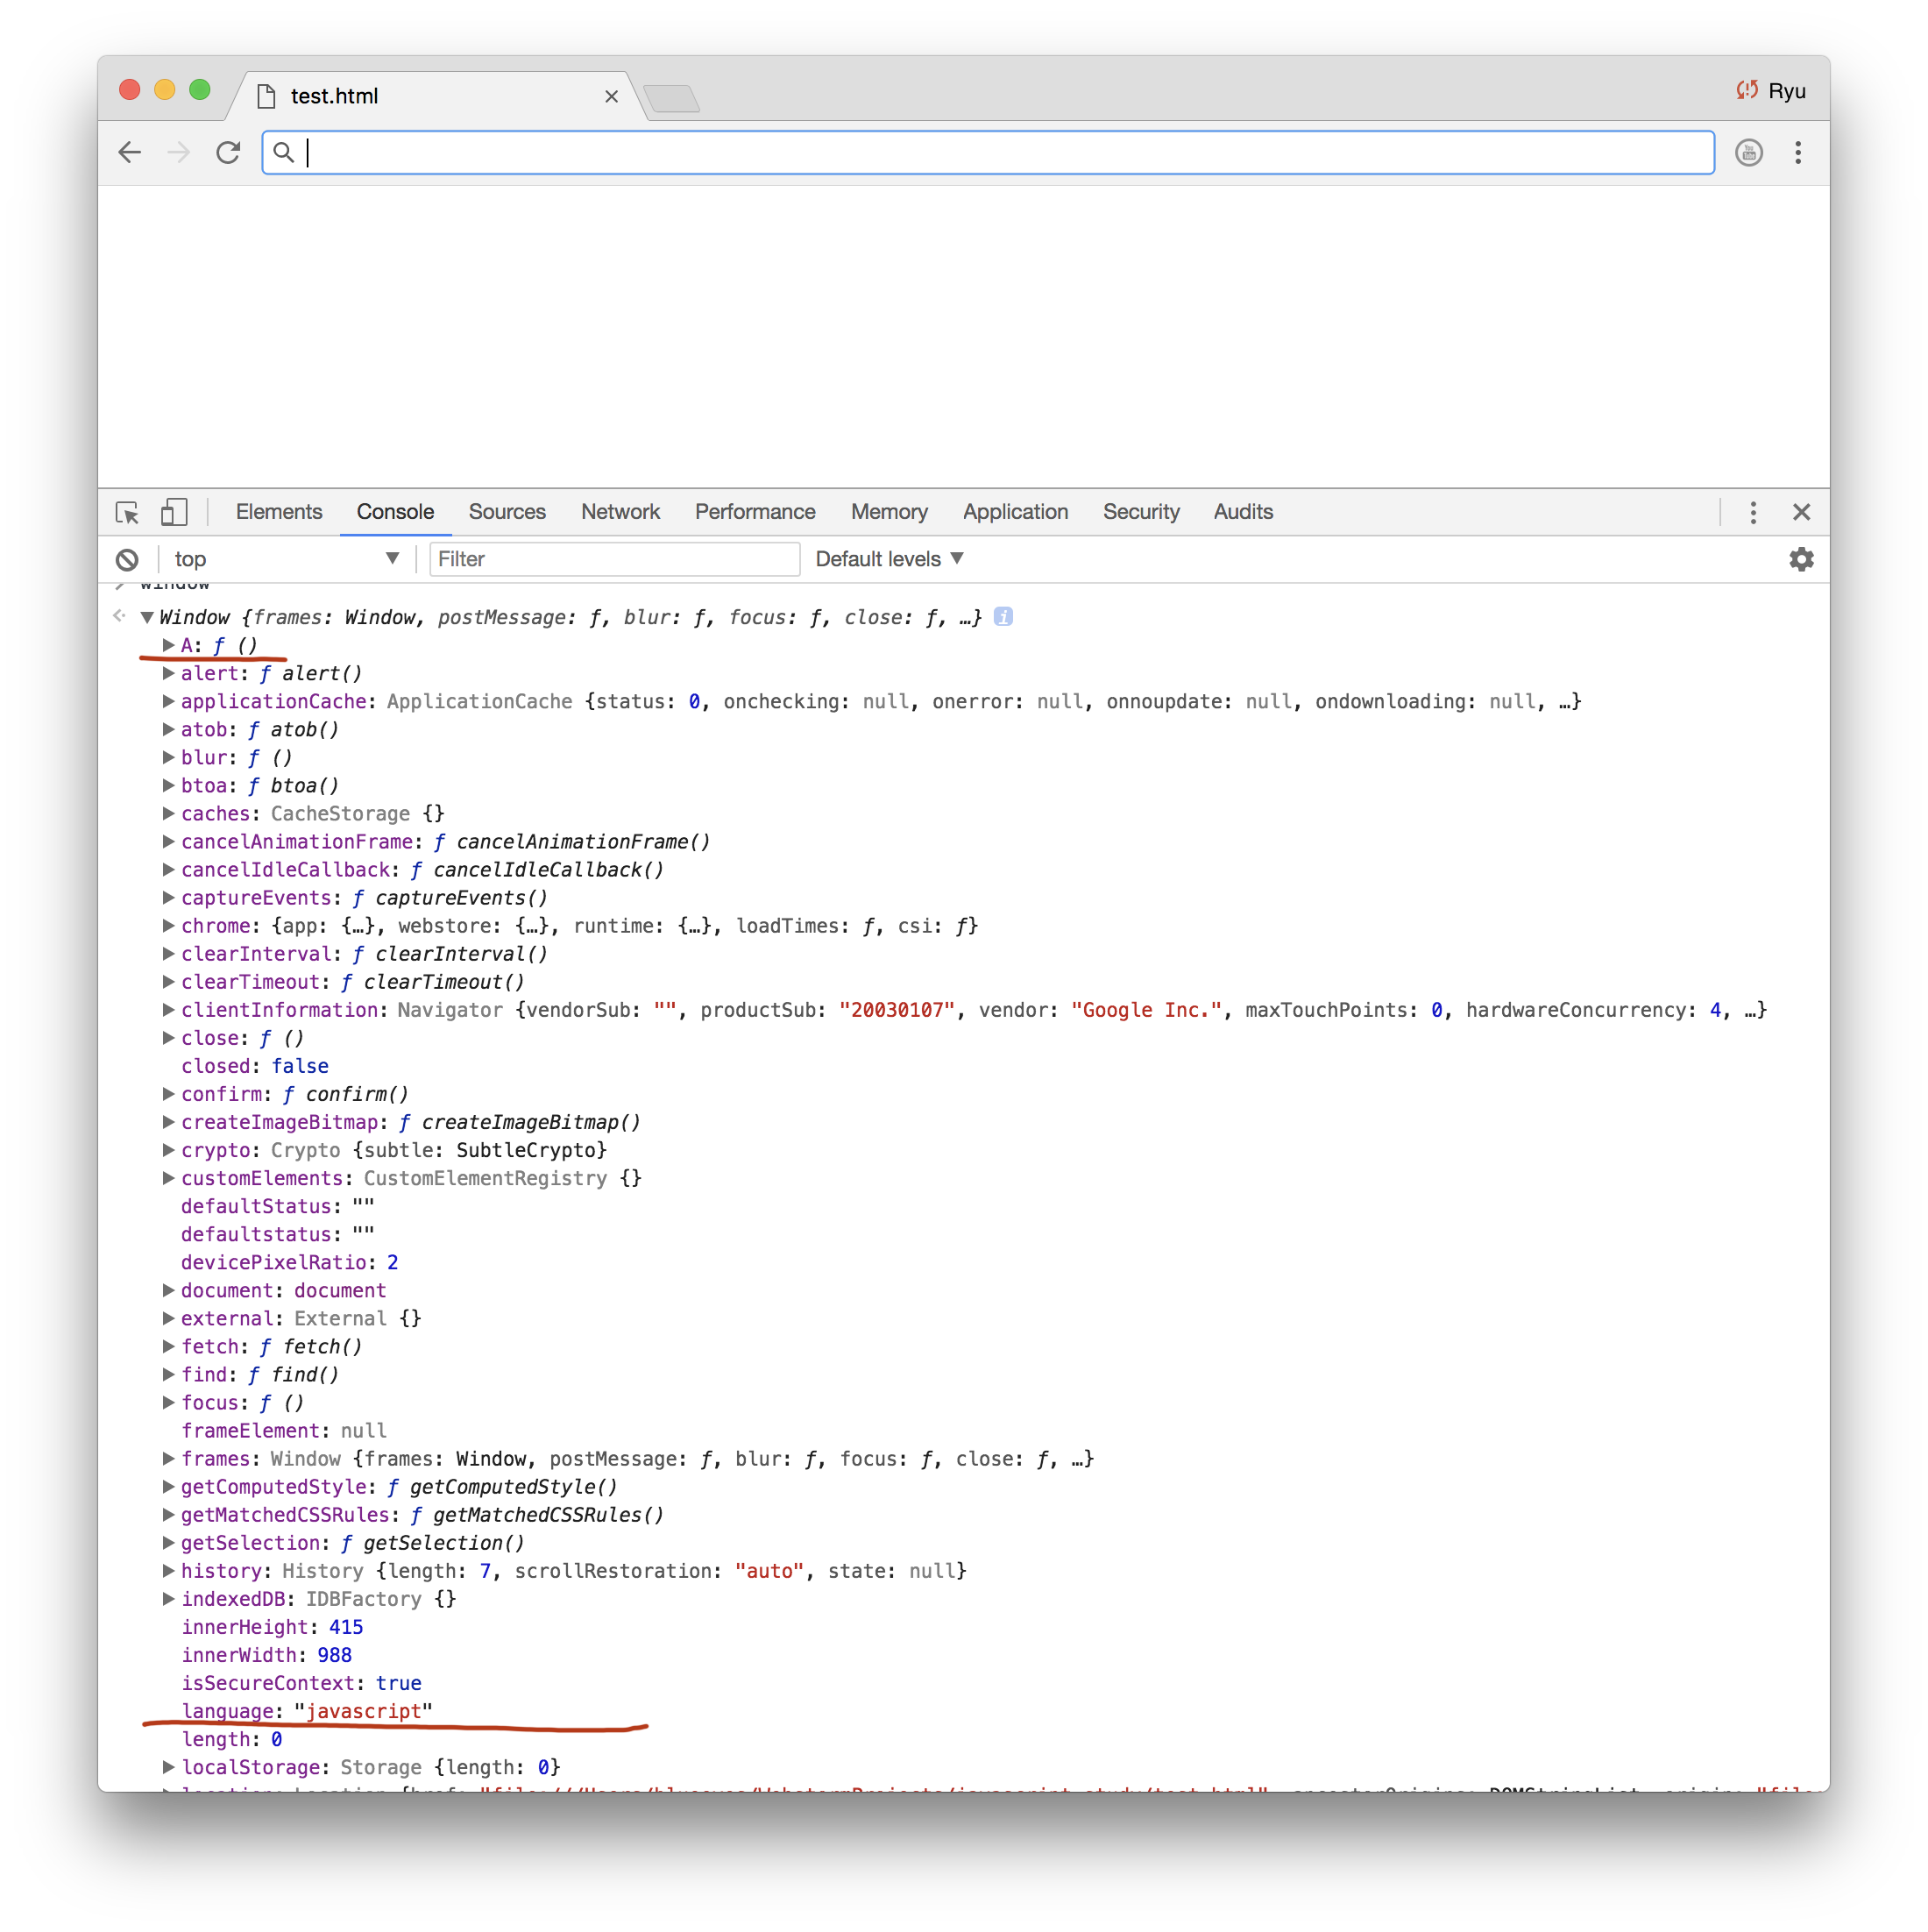 test.html
Ryu
Elements Console Sources Network Performance Memory Application Security Audits
top Filter Default levels
window
Window {frames: Window, postMessage: ƒ, blur: ƒ, focus: ƒ, close: ƒ, …} i
A: ƒ ()
alert: ƒ alert()
applicationCache: ApplicationCache {status: 0, onchecking: null, onerror: null, onnoupdate: null, ondownloading: null, …}
atob: ƒ atob()
blur: ƒ ()
btoa: ƒ btoa()
caches: CacheStorage {}
cancelAnimationFrame: ƒ cancelAnimationFrame()
cancelIdleCallback: ƒ cancelIdleCallback()
captureEvents: ƒ captureEvents()
chrome: {app: {…}, webstore: {…}, runtime: {…}, loadTimes: ƒ, csi: ƒ}
clearInterval: ƒ clearInterval()
clearTimeout: ƒ clearTimeout()
clientInformation: Navigator {vendorSub: "", productSub: "20030107", vendor: "Google Inc.", maxTouchPoints: 0, hardwareConcurrency: 4, …}
close: ƒ ()
closed: false
confirm: ƒ confirm()
createImageBitmap: ƒ createImageBitmap()
crypto: Crypto {subtle: SubtleCrypto}
customElements: CustomElementRegistry {}
defaultStatus: ""
defaultstatus: ""
devicePixelRatio: 2
document: document
external: External {}
fetch: ƒ fetch()
find: ƒ find()
focus: ƒ ()
frameElement: null
frames: Window {frames: Window, postMessage: ƒ, blur: ƒ, focus: ƒ, close: ƒ, …}
getComputedStyle: ƒ getComputedStyle()
getMatchedCSSRules: ƒ getMatchedCSSRules()
getSelection: ƒ getSelection()
history: History {length: 7, scrollRestoration: "auto", state: null}
indexedDB: IDBFactory {}
innerHeight: 415
innerWidth: 988
isSecureContext: true
language: "javascript"
length: 0
localStorage: Storage {length: 0}